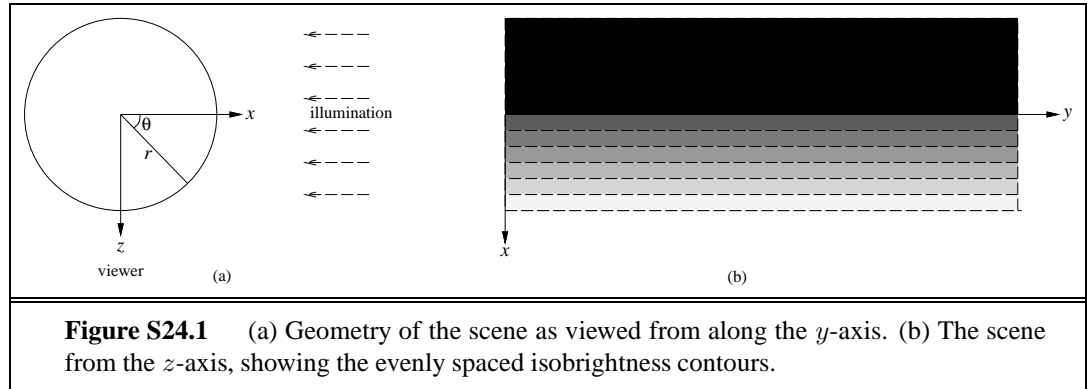 x
θ
r
z
viewer
(a)
illumination
y
x
(b)
Figure S24.1 (a) Geometry of the scene as viewed from along the y-axis. (b) The scene
from the z-axis, showing the evenly spaced isobrightness contours.